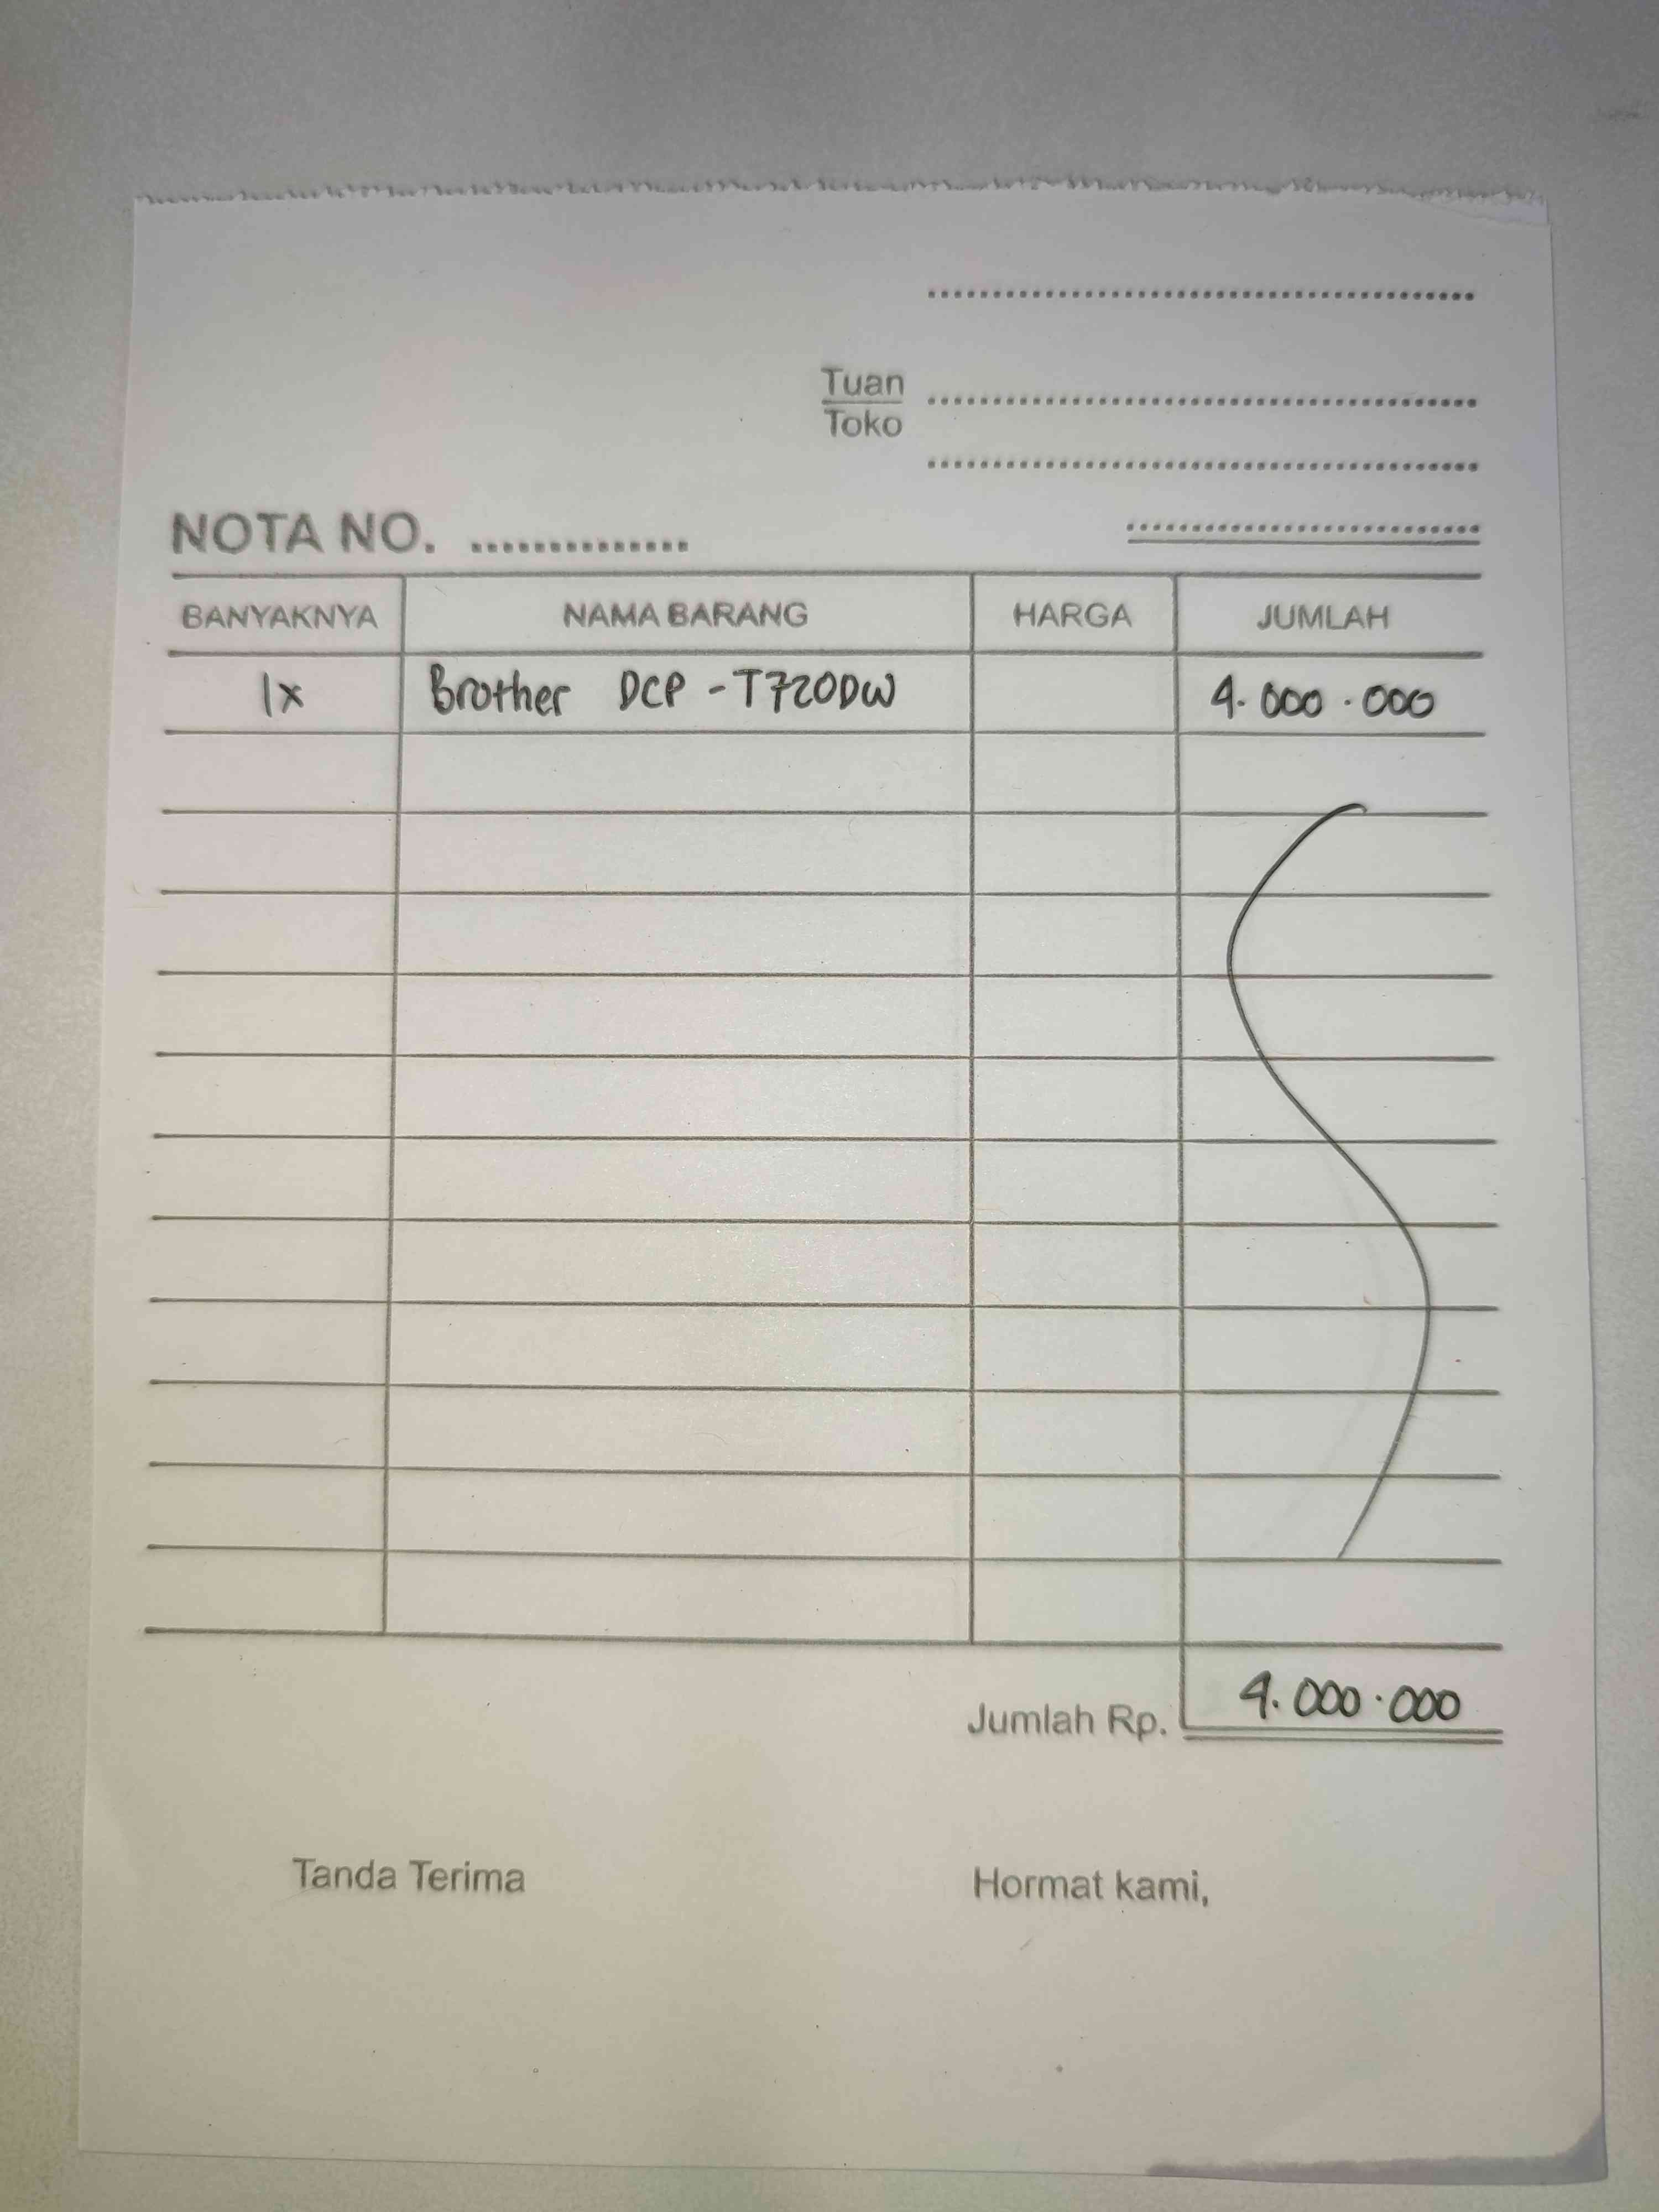 Tuan
Toko
NOTA NO. ..............
BANYAKNYA NAMA BARANG HARGA JUMLAH
1x Brother DCP - T720DW 4.000.000
Jumlah Rp. 4.000.000
Tanda Terima Hormat kami,